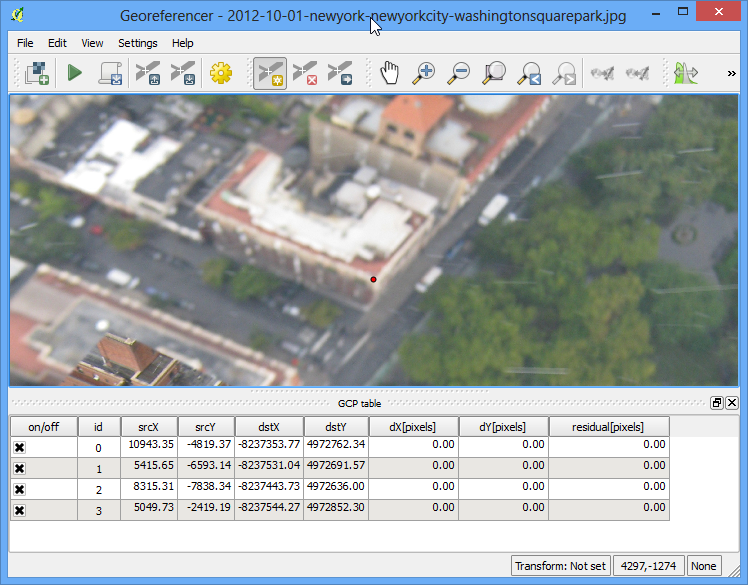 Georeferencer - 2012-10-01-newyork-newyorkcity-washingtonsquarepark.jpg
File Edit View Settings Help
»
GCP table
on/off id srcX srcY dstX dstY dX[pixels] dY[pixels] residual[pixels]
0 10943.35 -4819.37 -8237353.77 4972762.34 0.00 0.00 0.00
1 5415.65 -6593.14 -8237531.04 4972691.57 0.00 0.00 0.00
2 8315.31 -7838.34 -8237443.73 4972636.00 0.00 0.00 0.00
3 5049.73 -2419.19 -8237544.27 4972852.30 0.00 0.00 0.00
Transform: Not set 4297,-1274 None